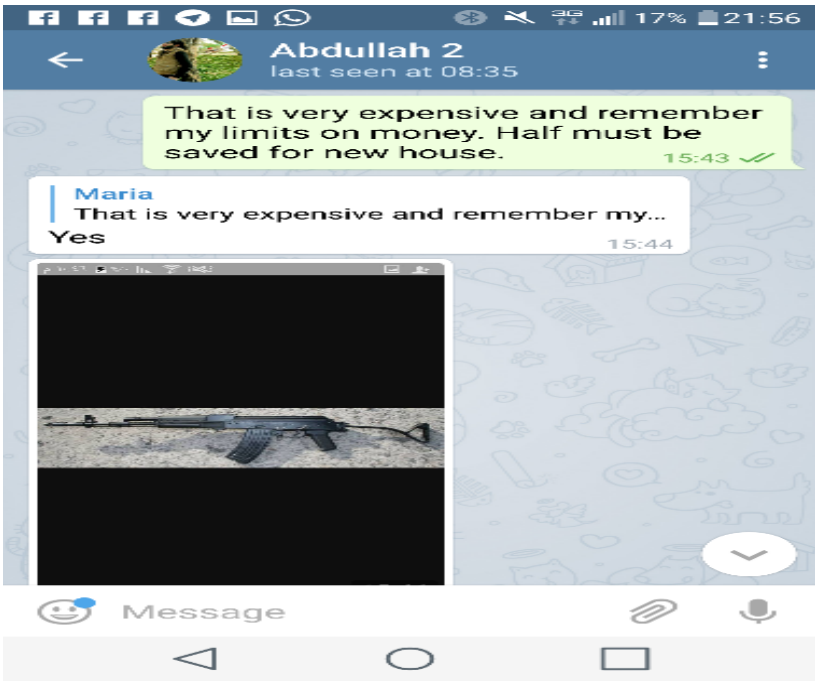 17% 21:56
3G
Abdullah 2
last seen at 08:35
That is very expensive and remember
my limits on money. Half must be
saved for new house.
15:43
Maria
That is very expensive and remember my...
Yes
15:44
Message